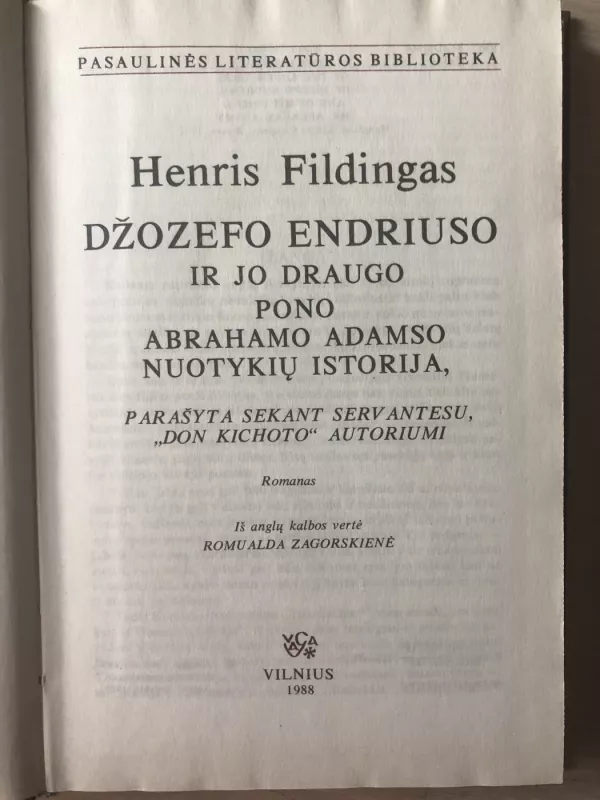 PASAULINĖS LITERATŪROS BIBLIOTEKA
Henris Fildingas
DŽOZEFO ENDRIUSO
IR JO DRAUGO
PONO
ABRAHAMO ADAMSO
NUOTYKIŲ ISTORIJA,
PARAŠYTA SEKANT SERVANTESU,
„DON KICHOTO“ AUTORIUMI
Romanas
Iš anglų kalbos vertė
ROMUALDA ZAGORSKIENĖ
VAGA
VILNIUS
1988